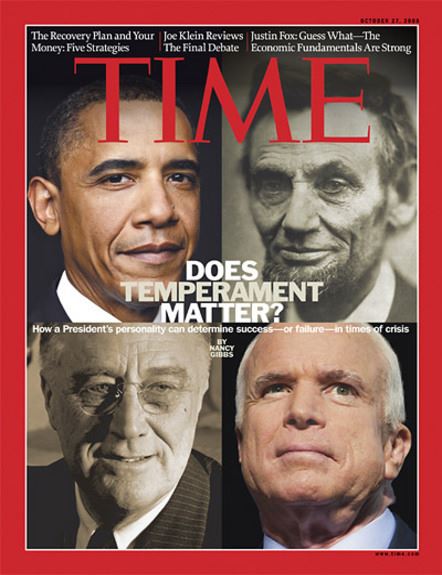 OCTOBER 27, 2008
The Recovery Plan and Your
Money: Five Strategies
Joe Klein Reviews
The Final Debate
Justin Fox: Guess What—The
Economic Fundamentals Are Strong
TIME
DOES
TEMPERAMENT
MATTER?
How a President's personality can determine success—or failure—in times of crisis
BY
NANCY
GIBBS
www.time.com